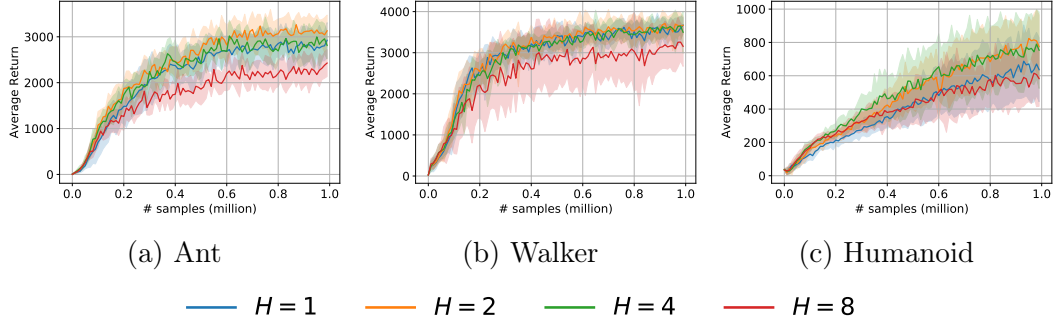 Average Return
3000
2000
1000
0
0.0 0.2 0.4 0.6 0.8 1.0
# samples (million)
(a) Ant
Average Return
4000
3000
2000
1000
0
0.0 0.2 0.4 0.6 0.8 1.0
# samples (million)
(b) Walker
Average Return
1000
800
600
400
200
0
0.0 0.2 0.4 0.6 0.8 1.0
# samples (million)
(c) Humanoid
H = 1 H = 2 H = 4 H = 8